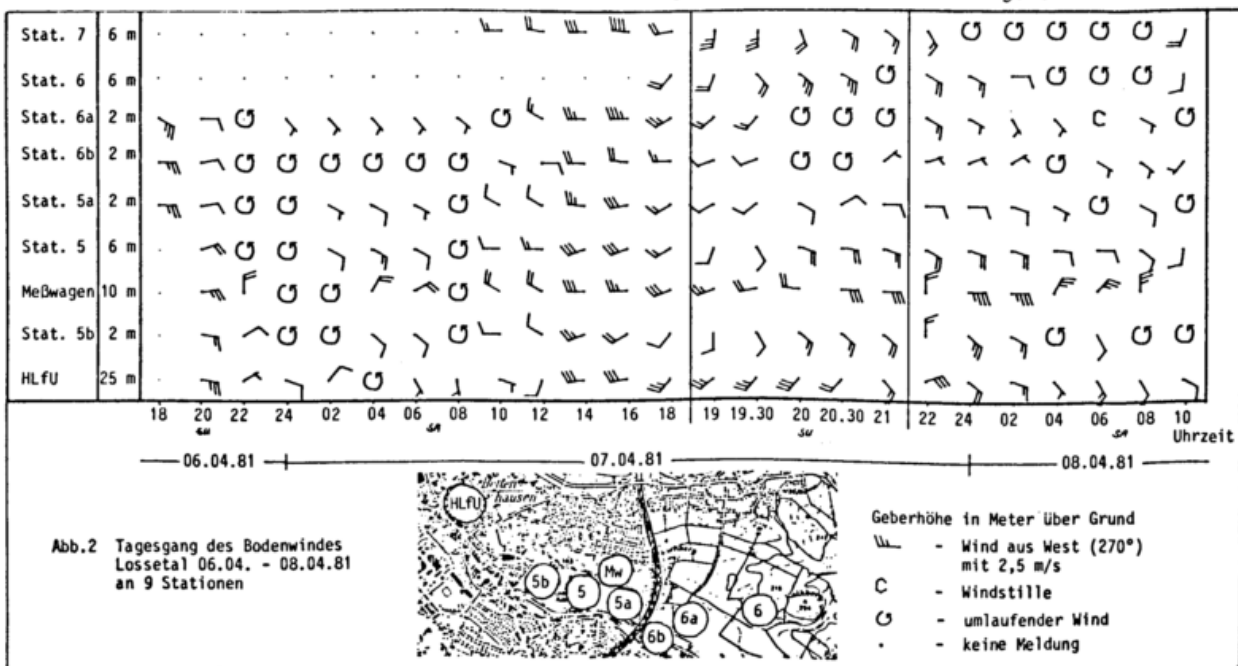 Stat. 7 6 m
Stat. 6 6 m
Stat. 6a 2 m
Stat. 6b 2 m
Stat. 5a 2 m
Stat. 5 6 m
Meßwagen 10 m
Stat. 5b 2 m
HLfU 25 m
18 20 22 24 02 04 06 08 10 12 14 16 18 19 19.30 20 20.30 21 22 24 02 04 06 08 10
SU SA SU SA Uhrzeit
06.04.81 07.04.81 08.04.81
HLfU
hausen
5b 5 Mw 5a 6b 6a 6
Abb.2 Tagesgang des Bodenwindes
Lossetal 06.04. - 08.04.81
an 9 Stationen
Geberhöhe in Meter über Grund
- Wind aus West (270°)
mit 2,5 m/s
C - Windstille
- umlaufender Wind
. - keine Meldung